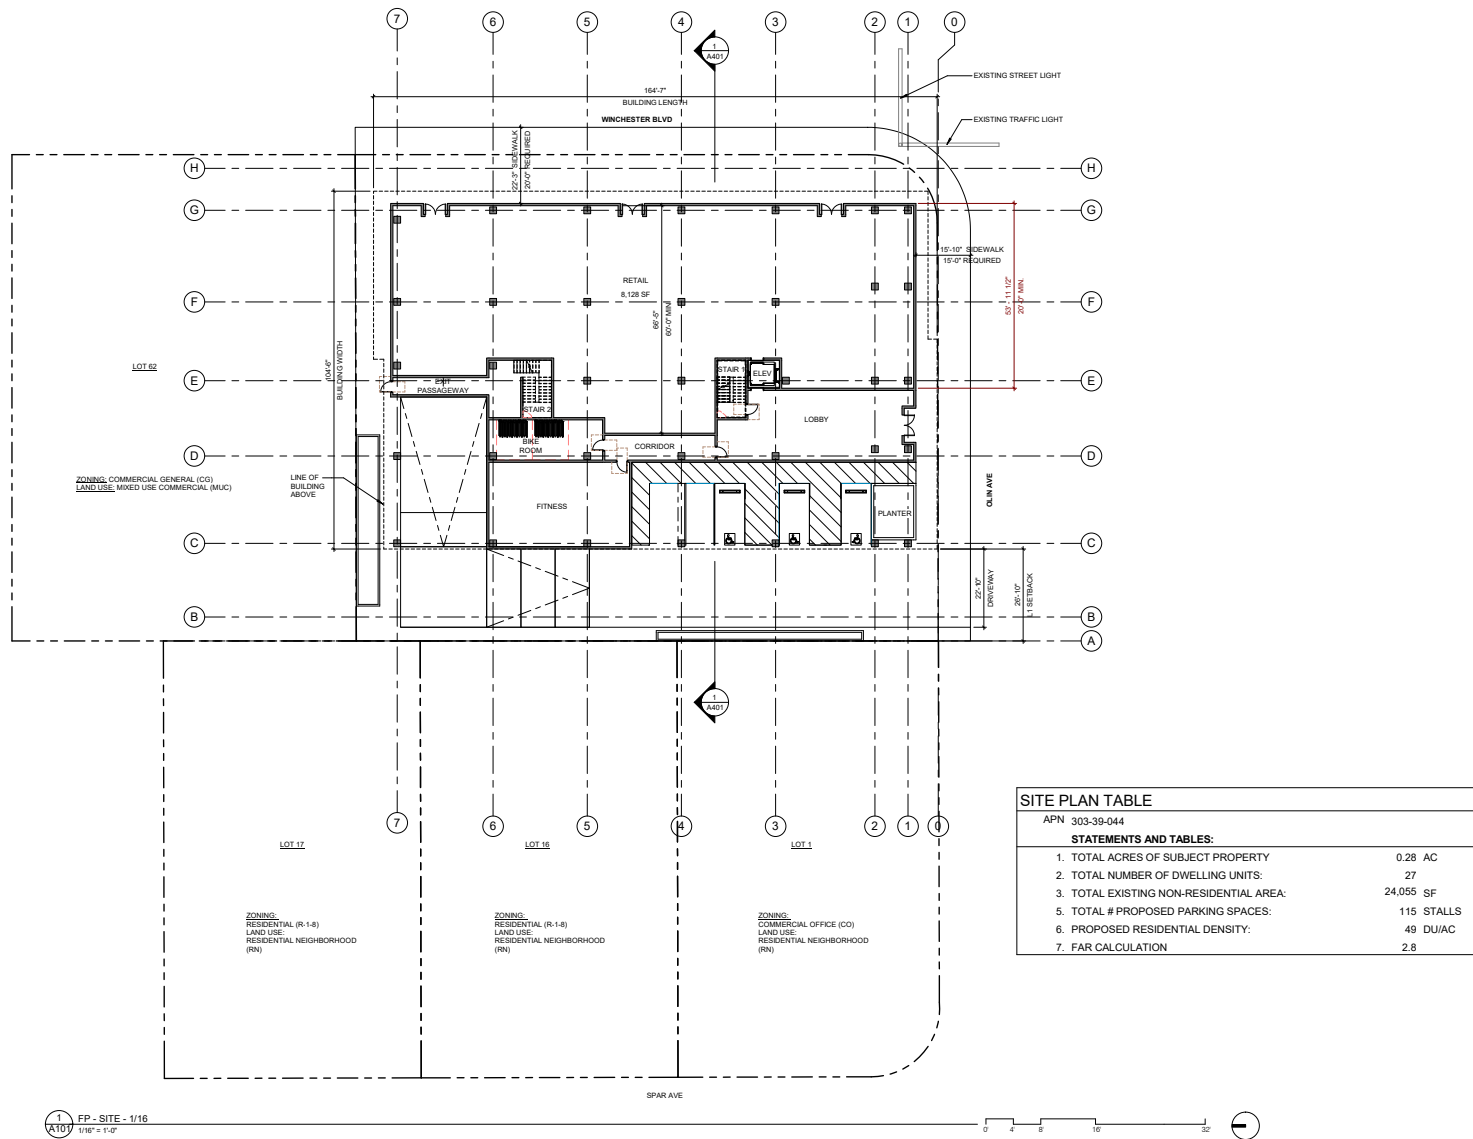 7
6
5
4
3
2
1
0
1
A401
EXISTING STREET LIGHT
164'-7"
BUILDING LENGTH
WINCHESTER BLVD
EXISTING TRAFFIC LIGHT
22'-3" SIDEWALK
20'-0" REQUIRED
H
H
G
G
15'-10" SIDEWALK
15'-0" REQUIRED
RETAIL
8,128 SF
F
F
53' - 11 1/2"
20'-0" MIN.
66'-5"
60'-0" MIN.
104'-6"
BUILDING WIDTH
LOT 62
E
E
EXIT
PASSAGEWAY
STAIR 1
ELEV
STAIR 2
LOBBY
BIKE
ROOM
CORRIDOR
D
D
ZONING: COMMERCIAL GENERAL (CG)
LAND USE: MIXED USE COMMERCIAL (MUC)
LINE OF
BUILDING
ABOVE
FITNESS
PLANTER
OLIN AVE
C
C
22'-10"
DRIVEWAY
26'-10"
L1 SETBACK
B
B
A
1
A401
7
6
5
4
3
2
1
0
LOT 17
LOT 16
LOT 1
ZONING:
RESIDENTIAL (R-1-8)
LAND USE:
RESIDENTIAL NEIGHBORHOOD
(RN)
ZONING:
RESIDENTIAL (R-1-8)
LAND USE:
RESIDENTIAL NEIGHBORHOOD
(RN)
ZONING:
COMMERCIAL OFFICE (CO)
LAND USE:
RESIDENTIAL NEIGHBORHOOD
(RN)
SITE PLAN TABLE
APN 303-39-044
STATEMENTS AND TABLES:
1. TOTAL ACRES OF SUBJECT PROPERTY 0.28 AC
2. TOTAL NUMBER OF DWELLING UNITS: 27
3. TOTAL EXISTING NON-RESIDENTIAL AREA: 24,055 SF
5. TOTAL # PROPOSED PARKING SPACES: 115 STALLS
6. PROPOSED RESIDENTIAL DENSITY: 49 DU/AC
7. FAR CALCULATION 2.8
SPAR AVE
1
A101
FP - SITE - 1/16
1/16" = 1'-0"
0' 4' 8' 16' 32'